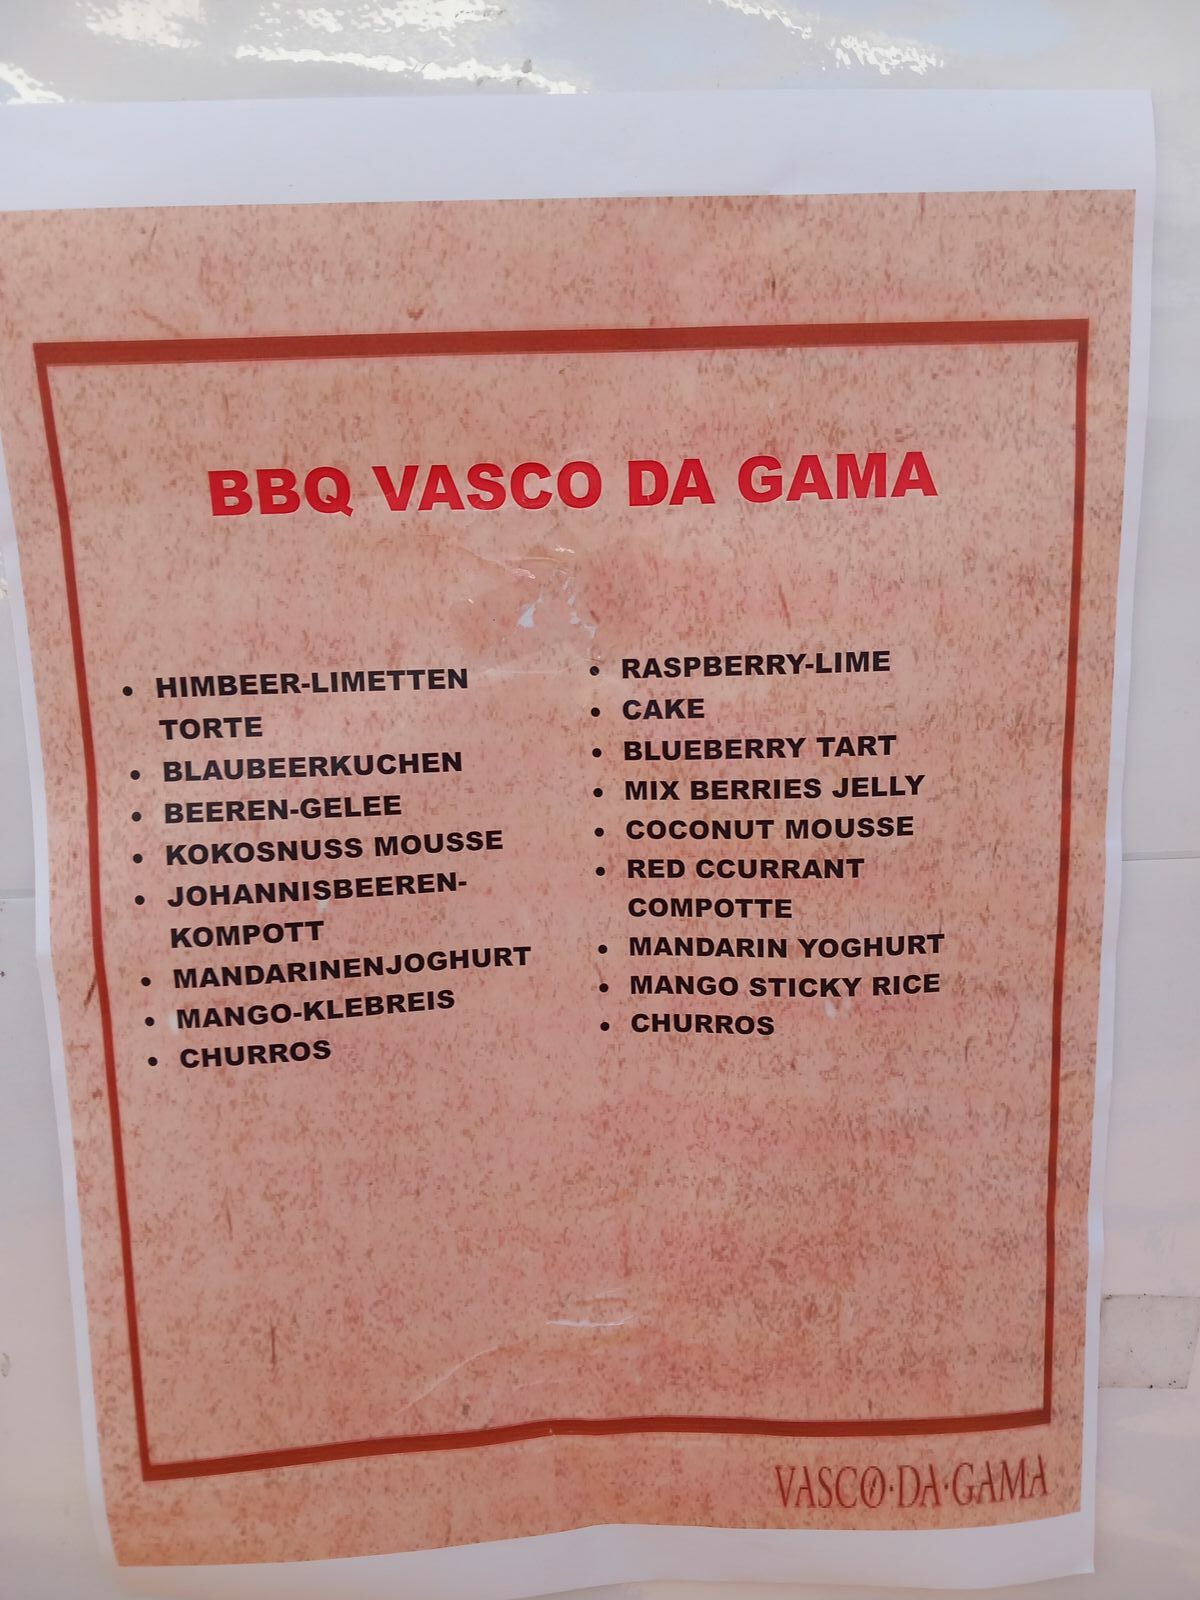 BBQ VASCO DA GAMA
• HIMBEER-LIMETTEN
TORTE
• BLAUBEERKUCHEN
• BEEREN-GELEE
• KOKOSNUSS MOUSSE
• JOHANNISBEEREN-
KOMPOTT
• MANDARINENJOGHURT
• MANGO-KLEBREIS
• CHURROS
• RASPBERRY-LIME
• CAKE
• BLUEBERRY TART
• MIX BERRIES JELLY
• COCONUT MOUSSE
• RED CCURRANT
COMPOTTE
• MANDARIN YOGHURT
• MANGO STICKY RICE
• CHURROS
VASCO·DA·GAMA